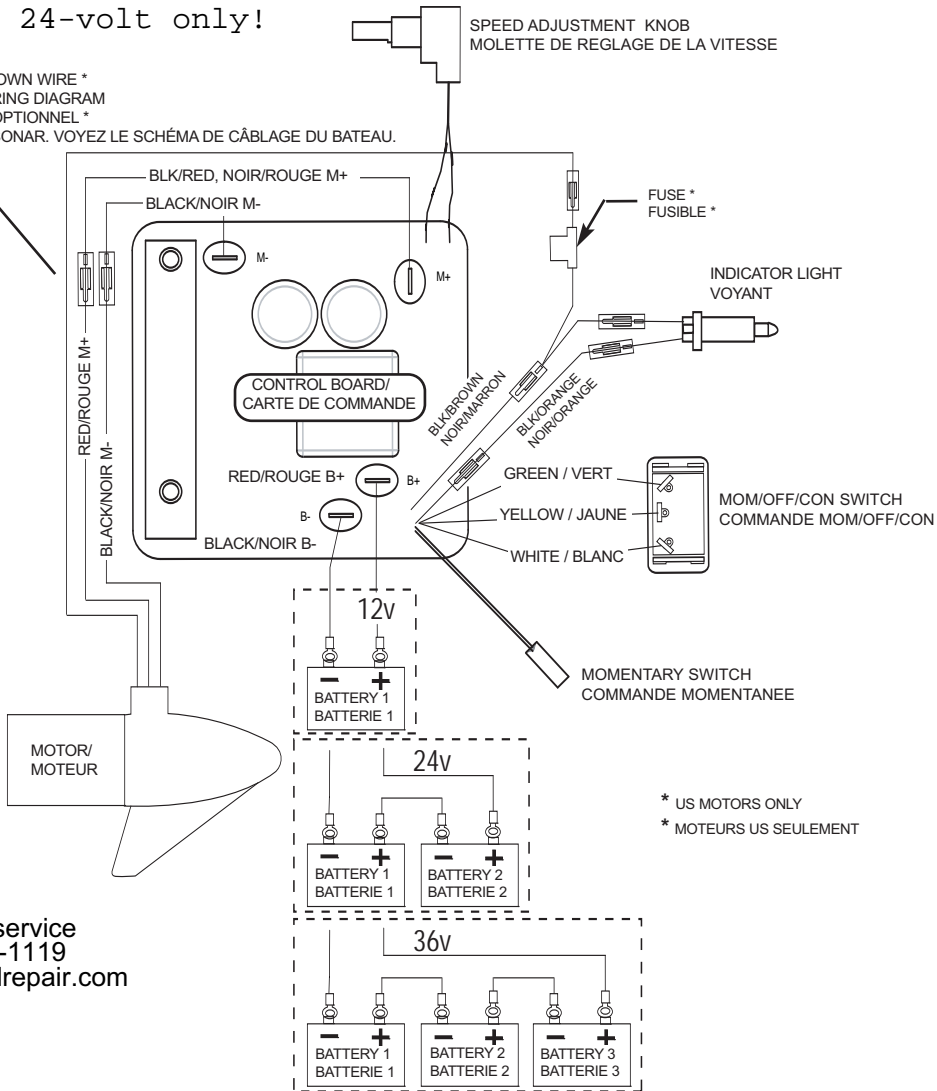 24-volt only!
SPEED ADJUSTMENT KNOB
MOLETTE DE REGLAGE DE LA VITESSE
OWN WIRE *
RING DIAGRAM
OPTIONNEL *
SONAR. VOYEZ LE SCHÉMA DE CÂBLAGE DU BATEAU.
BLK/RED, NOIR/ROUGE M+
BLACK/NOIR M-
FUSE *
FUSIBLE *
M-
M+
INDICATOR LIGHT
VOYANT
RED/ROUGE M+
BLACK/NOIR M-
CONTROL BOARD/
CARTE DE COMMANDE
BLK/BROWN
NOIR/MARRON
BLK/ORANGE
NOIR/ORANGE
RED/ROUGE B+
B+
B-
BLACK/NOIR B-
GREEN / VERT
YELLOW / JAUNE
WHITE / BLANC
MOM/OFF/CON SWITCH
COMMANDE MOM/OFF/CON
12v
- +
BATTERY 1
BATTERIE 1
MOMENTARY SWITCH
COMMANDE MOMENTANEE
MOTOR/
MOTEUR
24v
- + - +
BATTERY 1 BATTERY 2
BATTERIE 1 BATTERIE 2
* US MOTORS ONLY
* MOTEURS US SEULEMENT
service
-1119
lrepair.com
36v
- + - + - +
BATTERY 1 BATTERY 2 BATTERY 3
BATTERIE 1 BATTERIE 2 BATTERIE 3